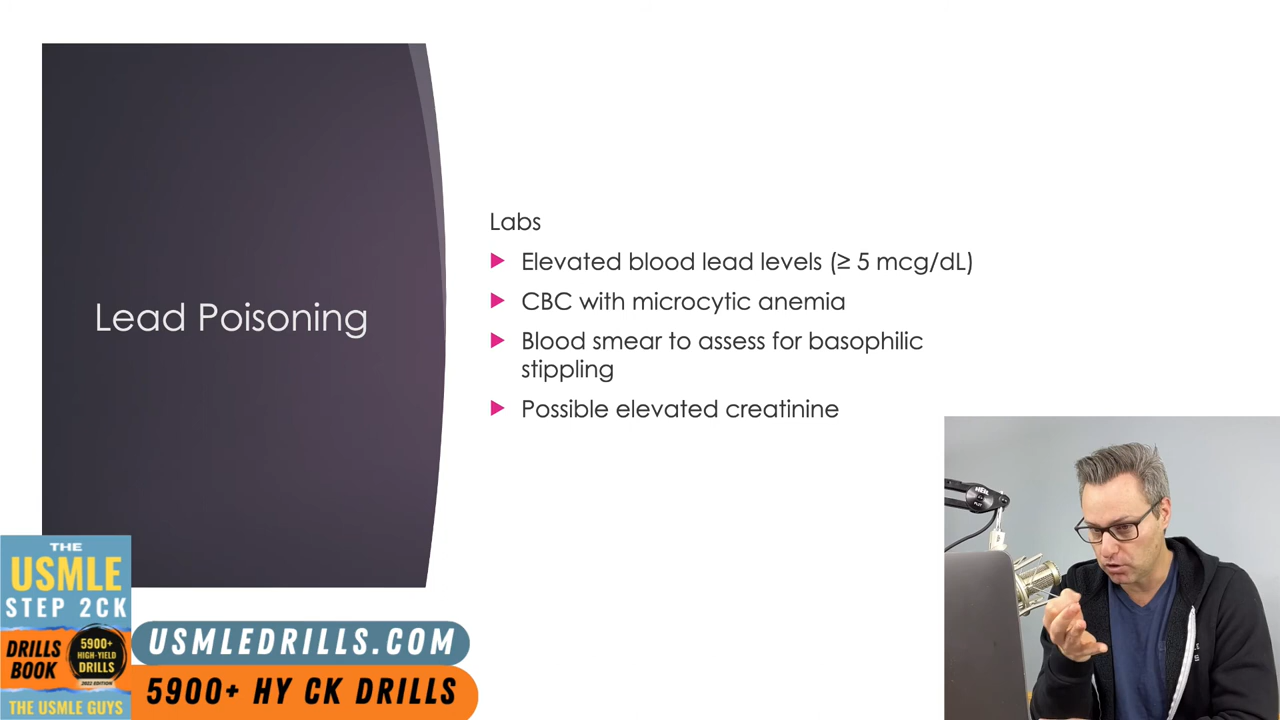 Lead Poisoning
Labs
Elevated blood lead levels (≥ 5 mcg/dL)
CBC with microcytic anemia
Blood smear to assess for basophilic
stippling
Possible elevated creatinine
THE
USMLE
STEP 2CK
DRILLS
BOOK
5900+
HIGH-YIELD
DRILLS
2022 EDITION
THE USMLE GUYS
USMLEDRILLS.COM
5900+ HY CK DRILLS